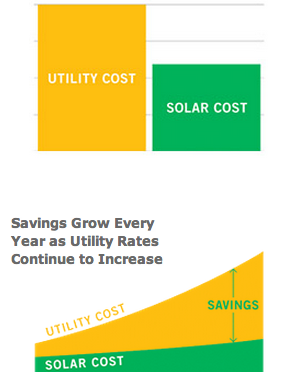 UTILITY COST
SOLAR COST
Savings Grow Every
Year as Utility Rates
Continue to Increase
UTILITY COST
SAVINGS
SOLAR COST